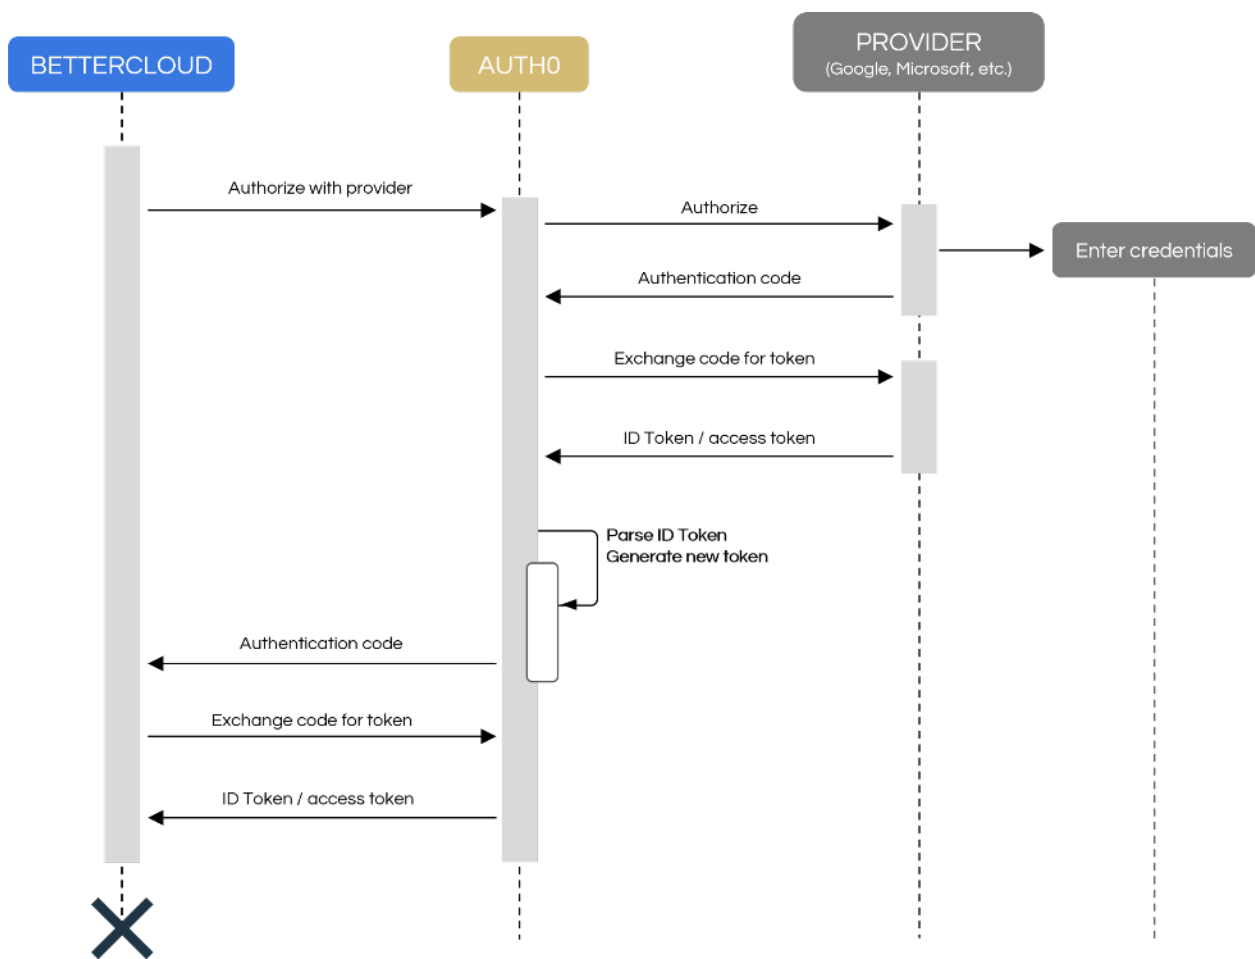 BETTERCLOUD
AUTH0
PROVIDER
(Google, Microsoft, etc.)
Authorize with provider
Authorize
Enter credentials
Authentication code
Exchange code for token
ID Token / access token
Parse ID Token
Generate new token
Authentication code
Exchange code for token
ID Token / access token